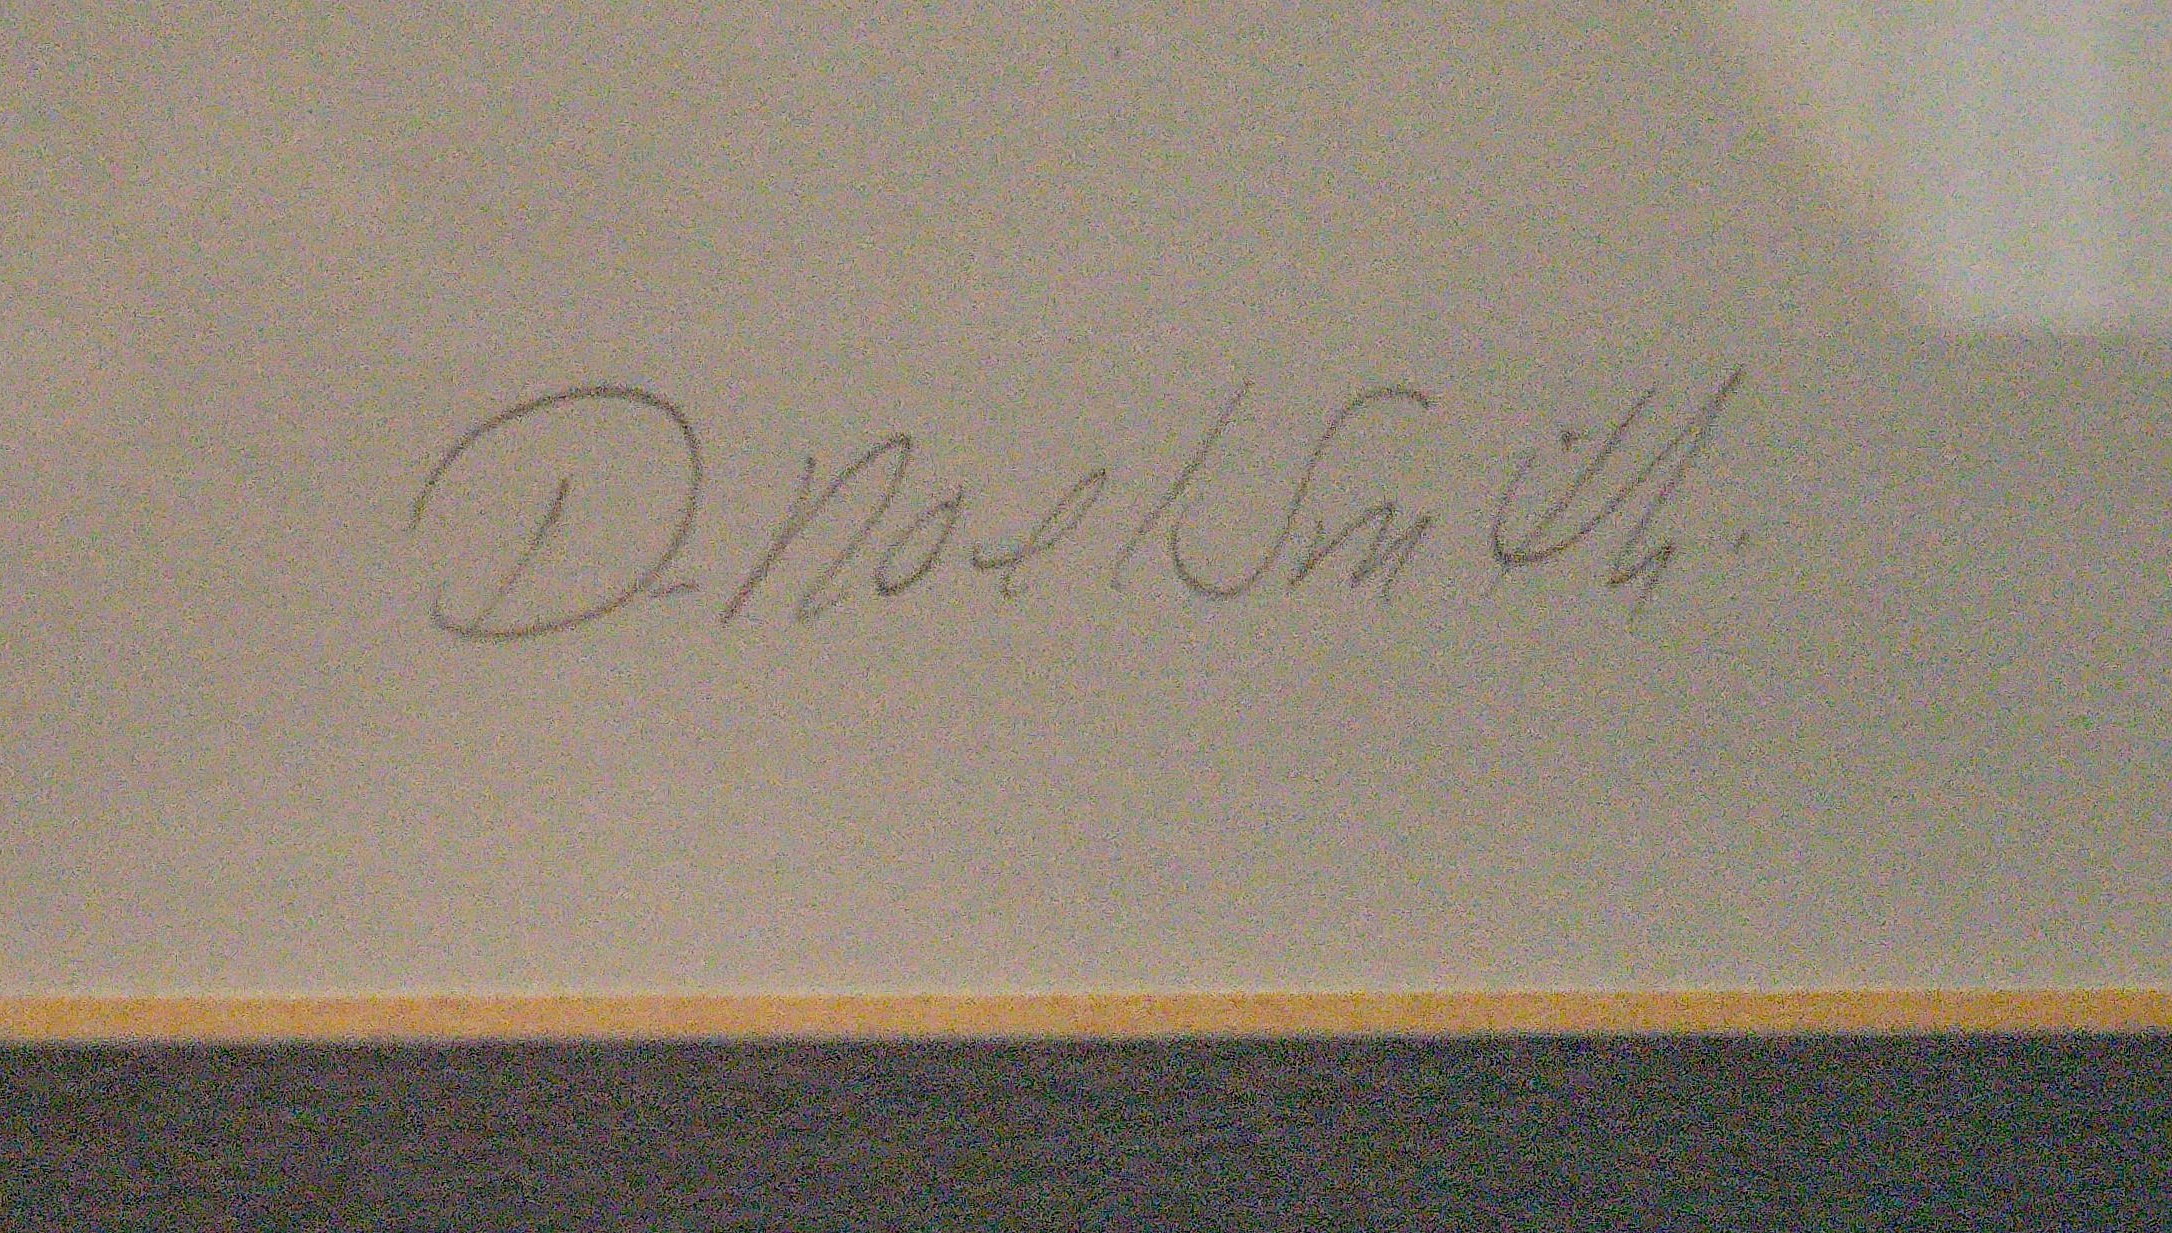 D. Noel Smith.